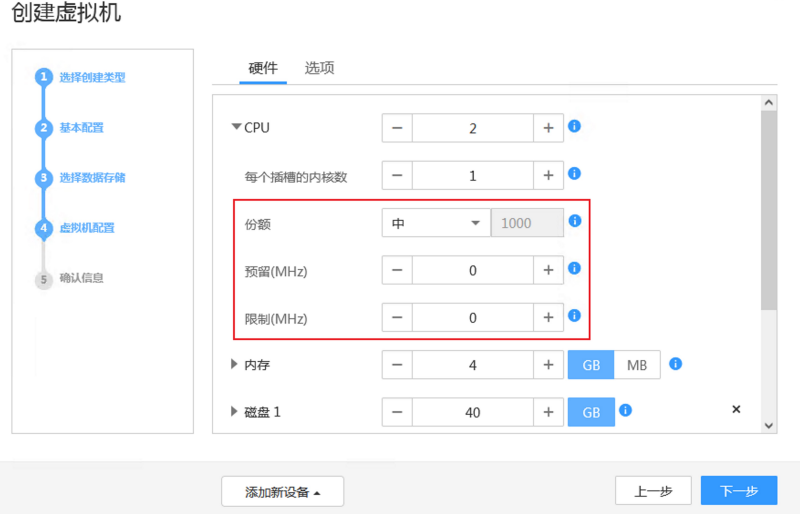 创建虚拟机
1 选择创建类型
2 基本配置
3 选择数据存储
4 虚拟机配置
5 确认信息
硬件 选项
CPU − 2 + i
每个插槽的内核数 − 1 + i
份额 中 1000 i
预留(MHz) − 0 + i
限制(MHz) − 0 + i
内存 − 4 + GB MB i
磁盘 1 − 40 + GB i ×
添加新设备 上一步 下一步